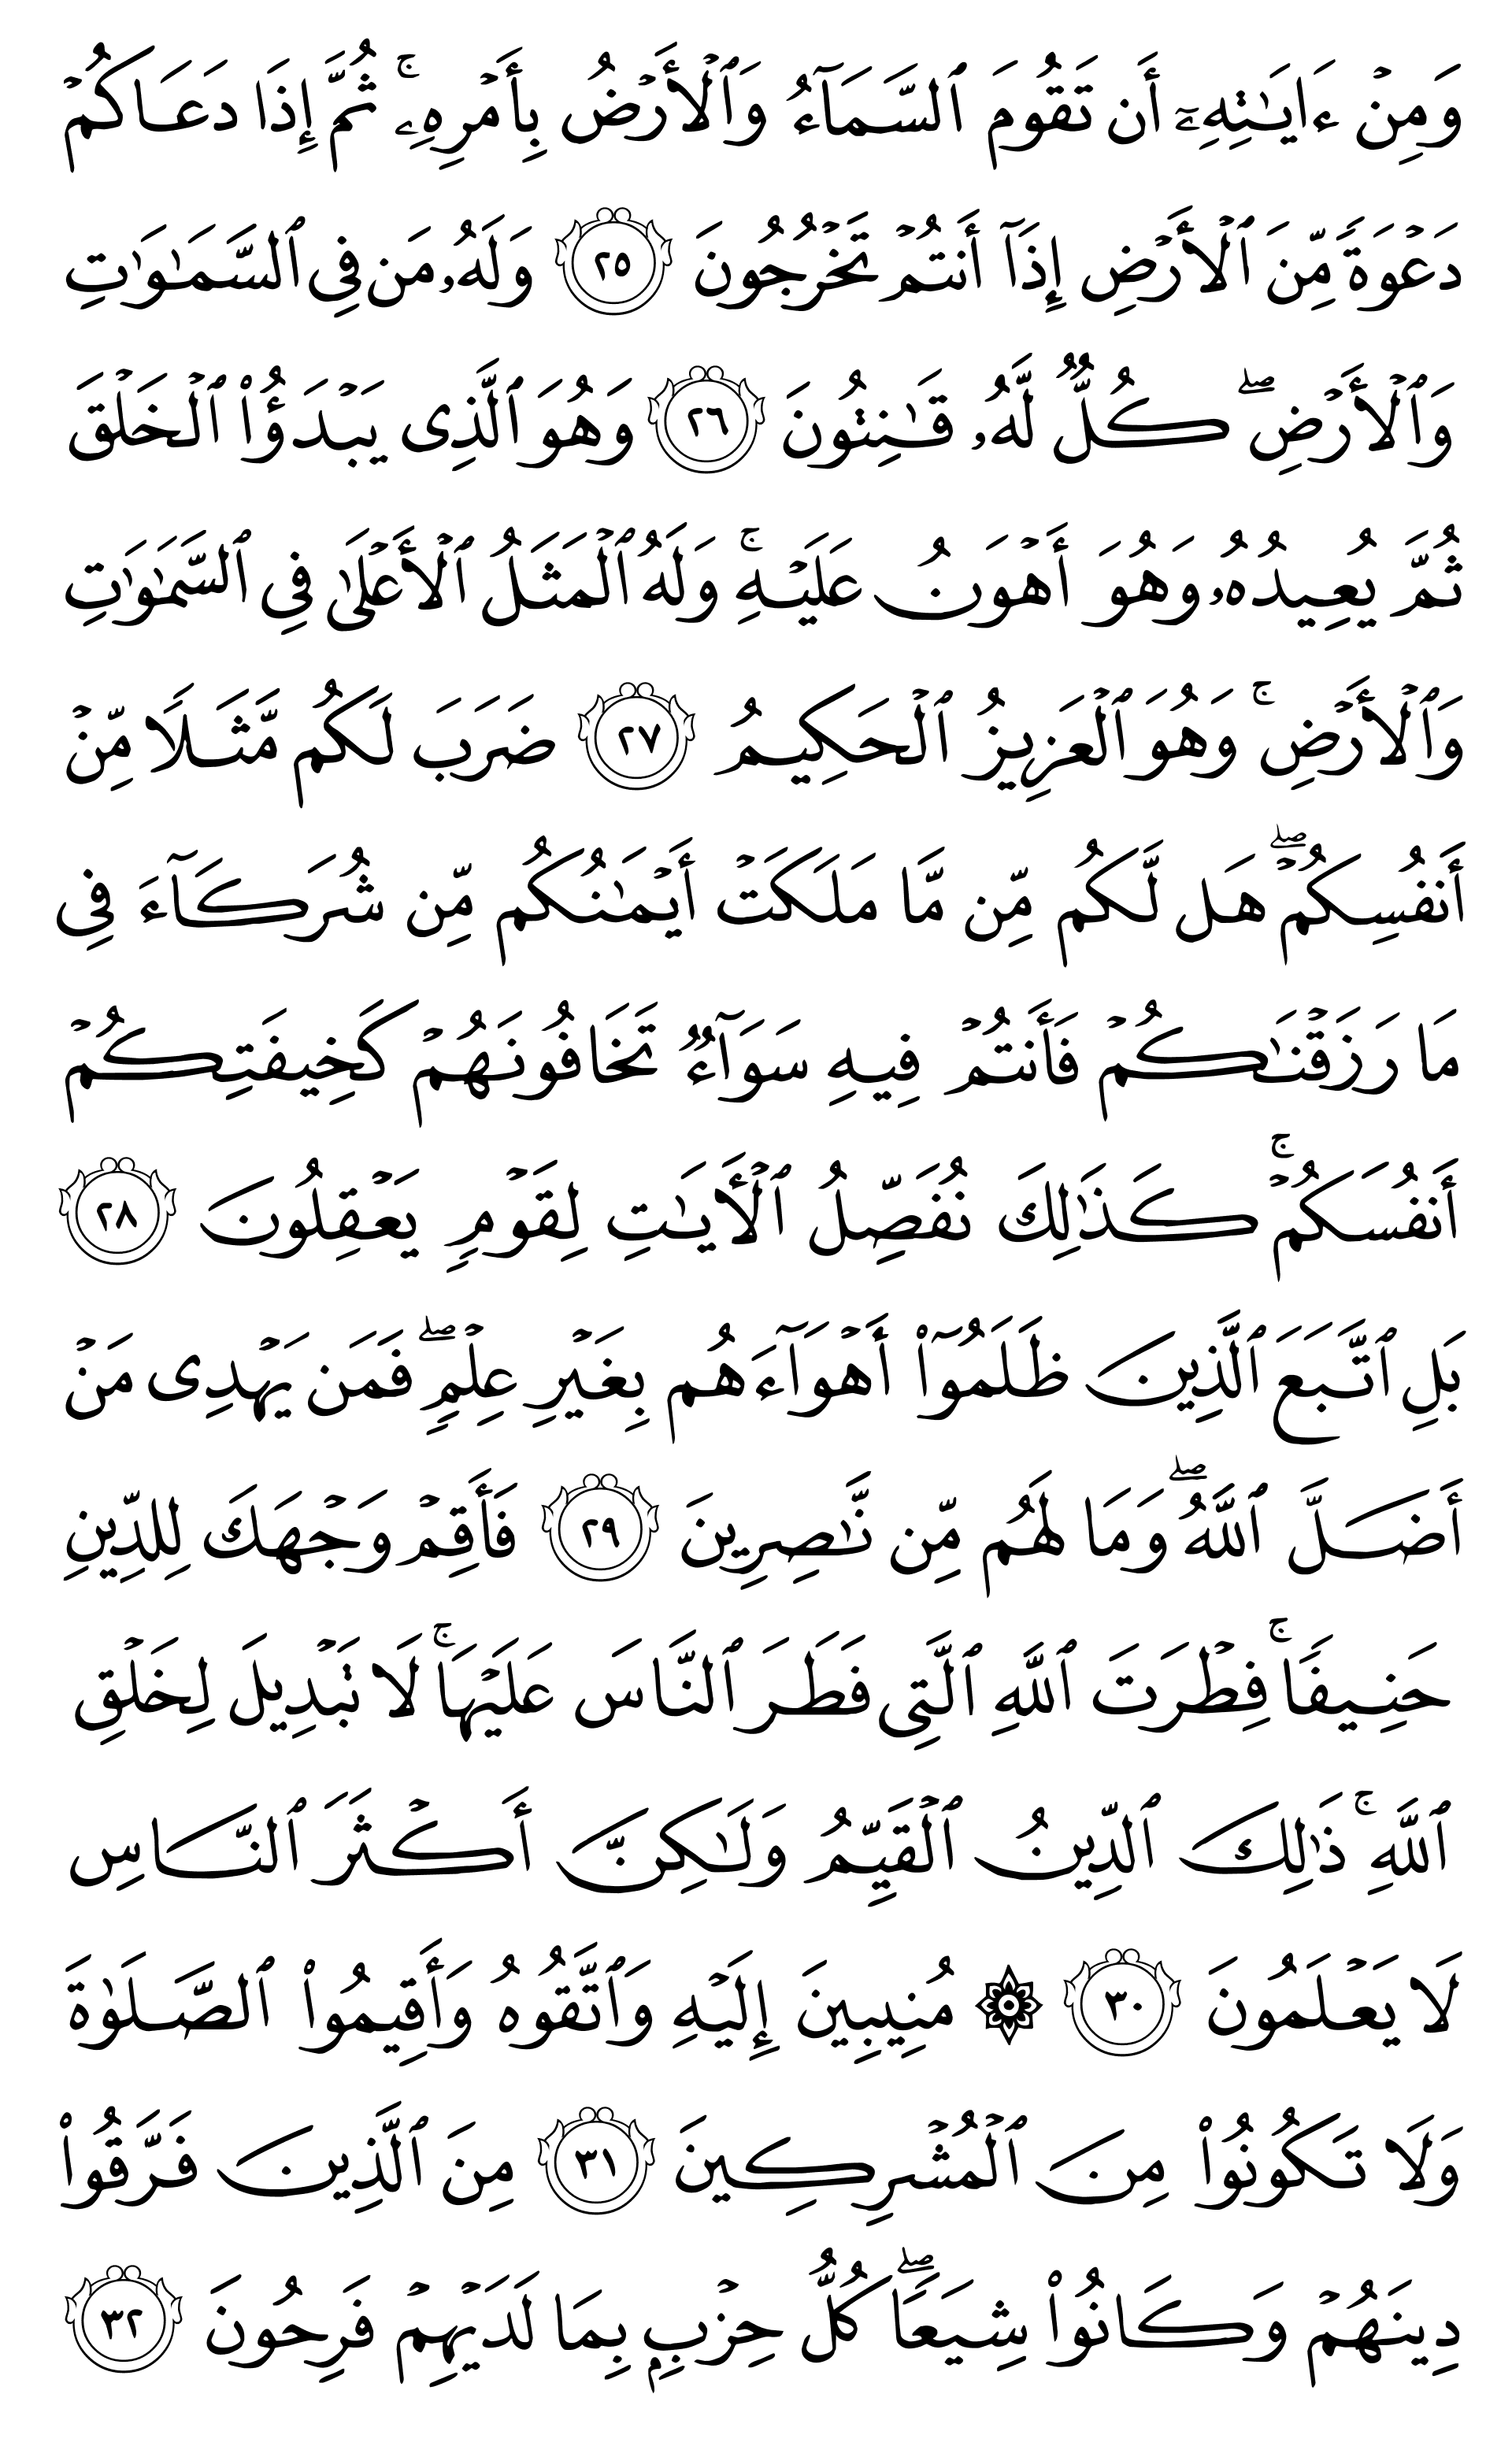 وَمِنۡ ءَايَٰتِهِۦٓ أَن تَقُومَ ٱلسَّمَآءُ وَٱلۡأَرۡضُ بِأَمۡرِهِۦۚ ثُمَّ إِذَا دَعَاكُمۡ
دَعۡوَةٗ مِّنَ ٱلۡأَرۡضِ إِذَآ أَنتُمۡ تَخۡرُجُونَ ٢٥ وَلَهُۥ مَن فِي ٱلسَّمَٰوَٰتِ
وَٱلۡأَرۡضِۖ كُلّٞ لَّهُۥ قَٰنِتُونَ ٢٦ وَهُوَ ٱلَّذِي يَبۡدَؤُاْ ٱلۡخَلۡقَ
ثُمَّ يُعِيدُهُۥ وَهُوَ أَهۡوَنُ عَلَيۡهِۚ وَلَهُ ٱلۡمَثَلُ ٱلۡأَعۡلَىٰ فِي ٱلسَّمَٰوَٰتِ
وَٱلۡأَرۡضِۚ وَهُوَ ٱلۡعَزِيزُ ٱلۡحَكِيمُ ٢٧ ضَرَبَ لَكُم مَّثَلٗا مِّنۡ
أَنفُسِكُمۡۖ هَل لَّكُم مِّن مَّا مَلَكَتۡ أَيۡمَٰنُكُم مِّن شُرَكَآءَ فِي
مَا رَزَقۡنَٰكُمۡ فَأَنتُمۡ فِيهِ سَوَآءٞ تَخَافُونَهُمۡ كَخِيفَتِكُمۡ
أَنفُسَكُمۡۚ كَذَٰلِكَ نُفَصِّلُ ٱلۡأٓيَٰتِ لِقَوۡمٖ يَعۡقِلُونَ ٢٨
بَلِ ٱتَّبَعَ ٱلَّذِينَ ظَلَمُوٓاْ أَهۡوَآءَهُم بِغَيۡرِ عِلۡمٖۖ فَمَن يَهۡدِي مَنۡ
أَضَلَّ ٱللَّهُۖ وَمَا لَهُم مِّن نَّٰصِرِينَ ٢٩ فَأَقِمۡ وَجۡهَكَ لِلدِّينِ
حَنِيفٗاۚ فِطۡرَتَ ٱللَّهِ ٱلَّتِي فَطَرَ ٱلنَّاسَ عَلَيۡهَاۚ لَا تَبۡدِيلَ لِخَلۡقِ
ٱللَّهِۚ ذَٰلِكَ ٱلدِّينُ ٱلۡقَيِّمُ وَلَٰكِنَّ أَكۡثَرَ ٱلنَّاسِ
لَا يَعۡلَمُونَ ٣٠ ۞ مُنِيبِينَ إِلَيۡهِ وَٱتَّقُوهُ وَأَقِيمُواْ ٱلصَّلَوٰةَ
وَلَا تَكُونُواْ مِنَ ٱلۡمُشۡرِكِينَ ٣١ مِنَ ٱلَّذِينَ فَرَّقُواْ
دِينَهُمۡ وَكَانُواْ شِيَعٗاۖ كُلُّ حِزۡبِۭ بِمَا لَدَيۡهِمۡ فَرِحُونَ ٣٢